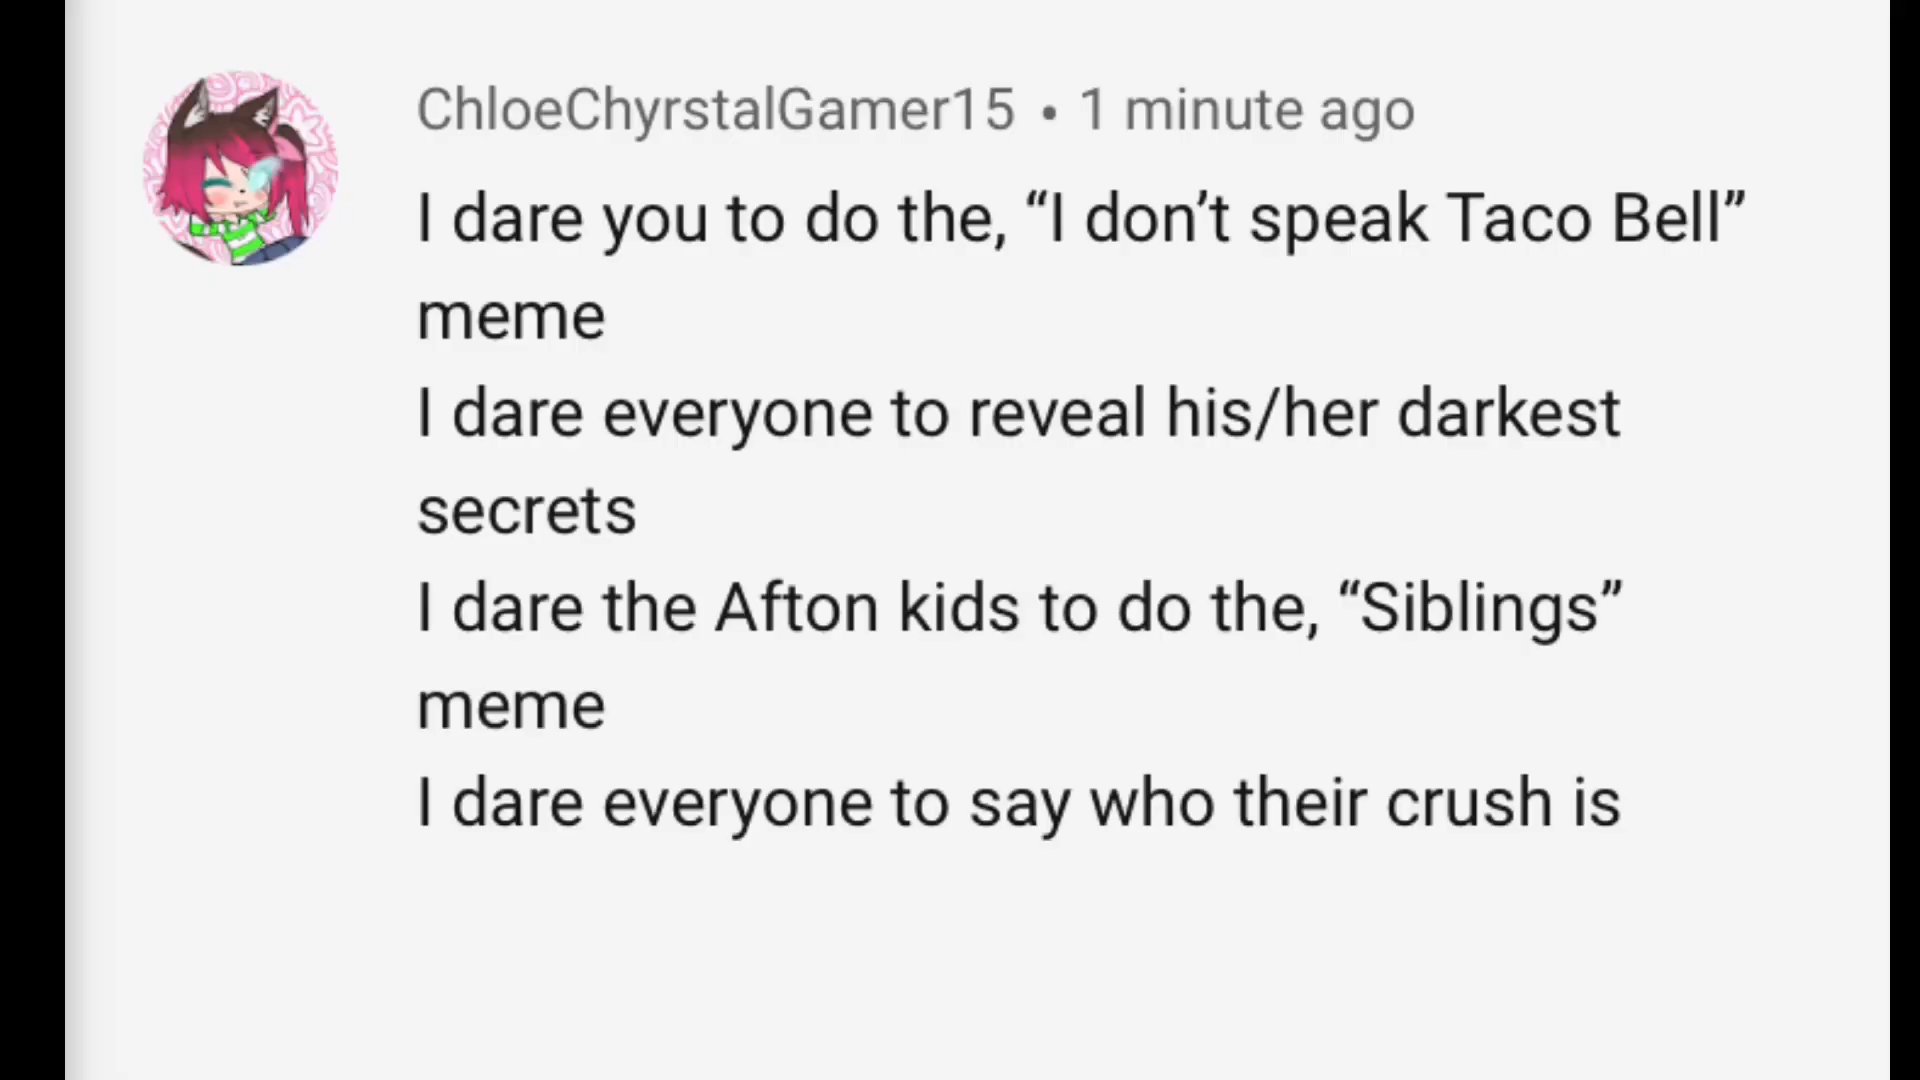 ChloeChyrstalGamer15 • 1 minute ago
I dare you to do the, “I don’t speak Taco Bell”
meme
I dare everyone to reveal his/her darkest
secrets
I dare the Afton kids to do the, “Siblings”
meme
I dare everyone to say who their crush is